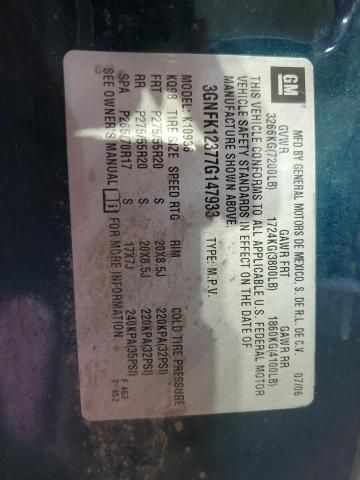 GM
MFD BY GENERAL MOTORS DE MEXICO S. DE R.L. DE C.V. 07/06
GVWR GAWR FRT GAWR RR
3266KG(7200LB) 1724KG(3800LB) 1860KG(4100LB)
THIS VEHICLE CONFORMS TO ALL APPLICABLE U.S. FEDERAL MOTOR
VEHICLE SAFETY STANDARDS IN EFFECT ON THE DATE OF
MANUFACTURE SHOWN ABOVE.
3GNFK12377G147933 TYPE: M.P.V.
MODEL: K10936
KQ98 TIRE SIZE SPEED RTG RIM COLD TIRE PRESSURE
FRT P275/55R20 S 20X8.5J 220KPA(32PSI)
RR P275/55R20 S 20X8.5J 220KPA(32PSI)
SPA P265/70R17 S 17X7J 240KPA(35PSI)
SEE OWNER'S MANUAL FOR MORE INFORMATION
F 463
T 452